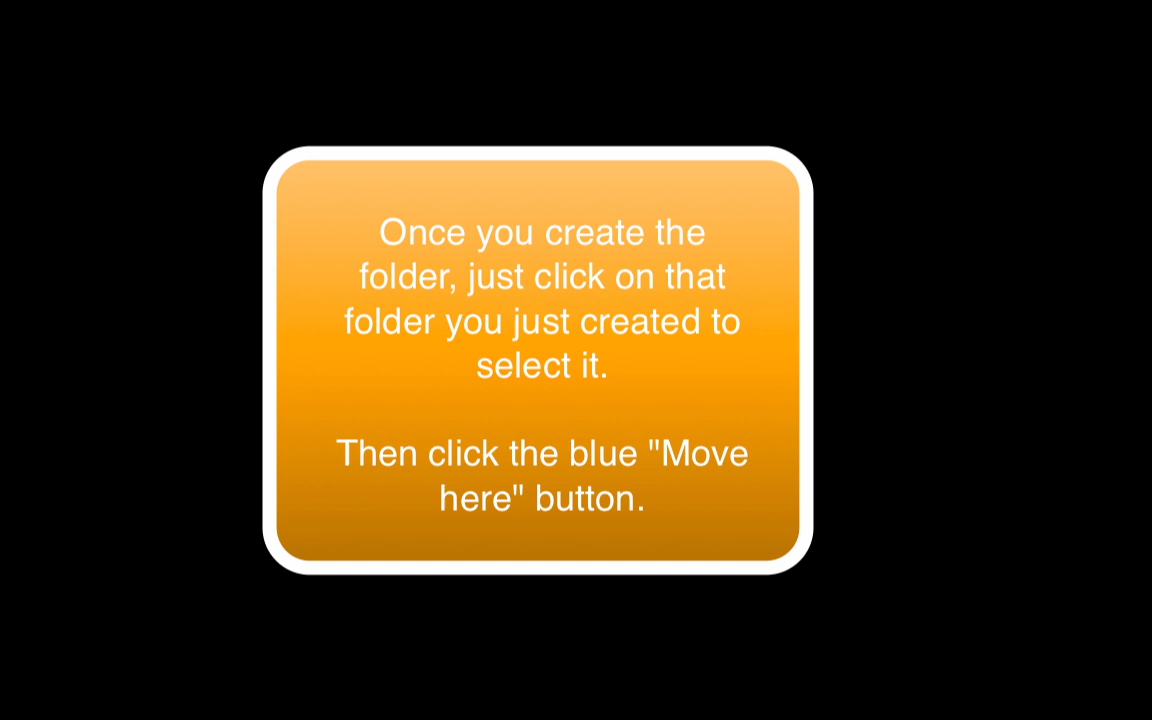 Once you create the
folder, just click on that
folder you just created to
select it.
Then click the blue "Move
here" button.